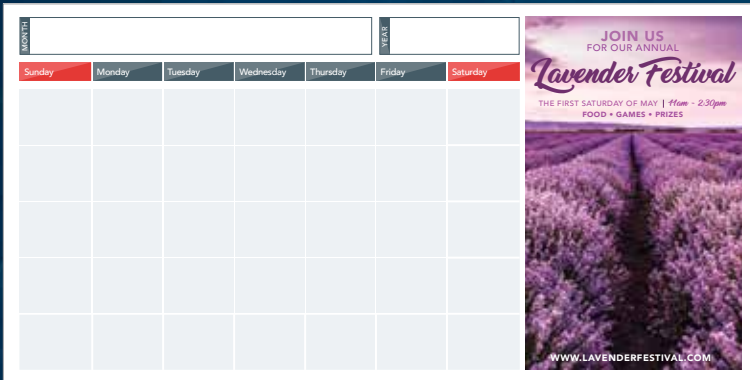 MONTH
YEAR
Sunday Monday Tuesday Wednesday Thursday Friday Saturday
JOIN US
FOR OUR ANNUAL
Lavender Festival
THE FIRST SATURDAY OF MAY | 11am - 2:30pm
FOOD • GAMES • PRIZES
WWW.LAVENDERFESTIVAL.COM